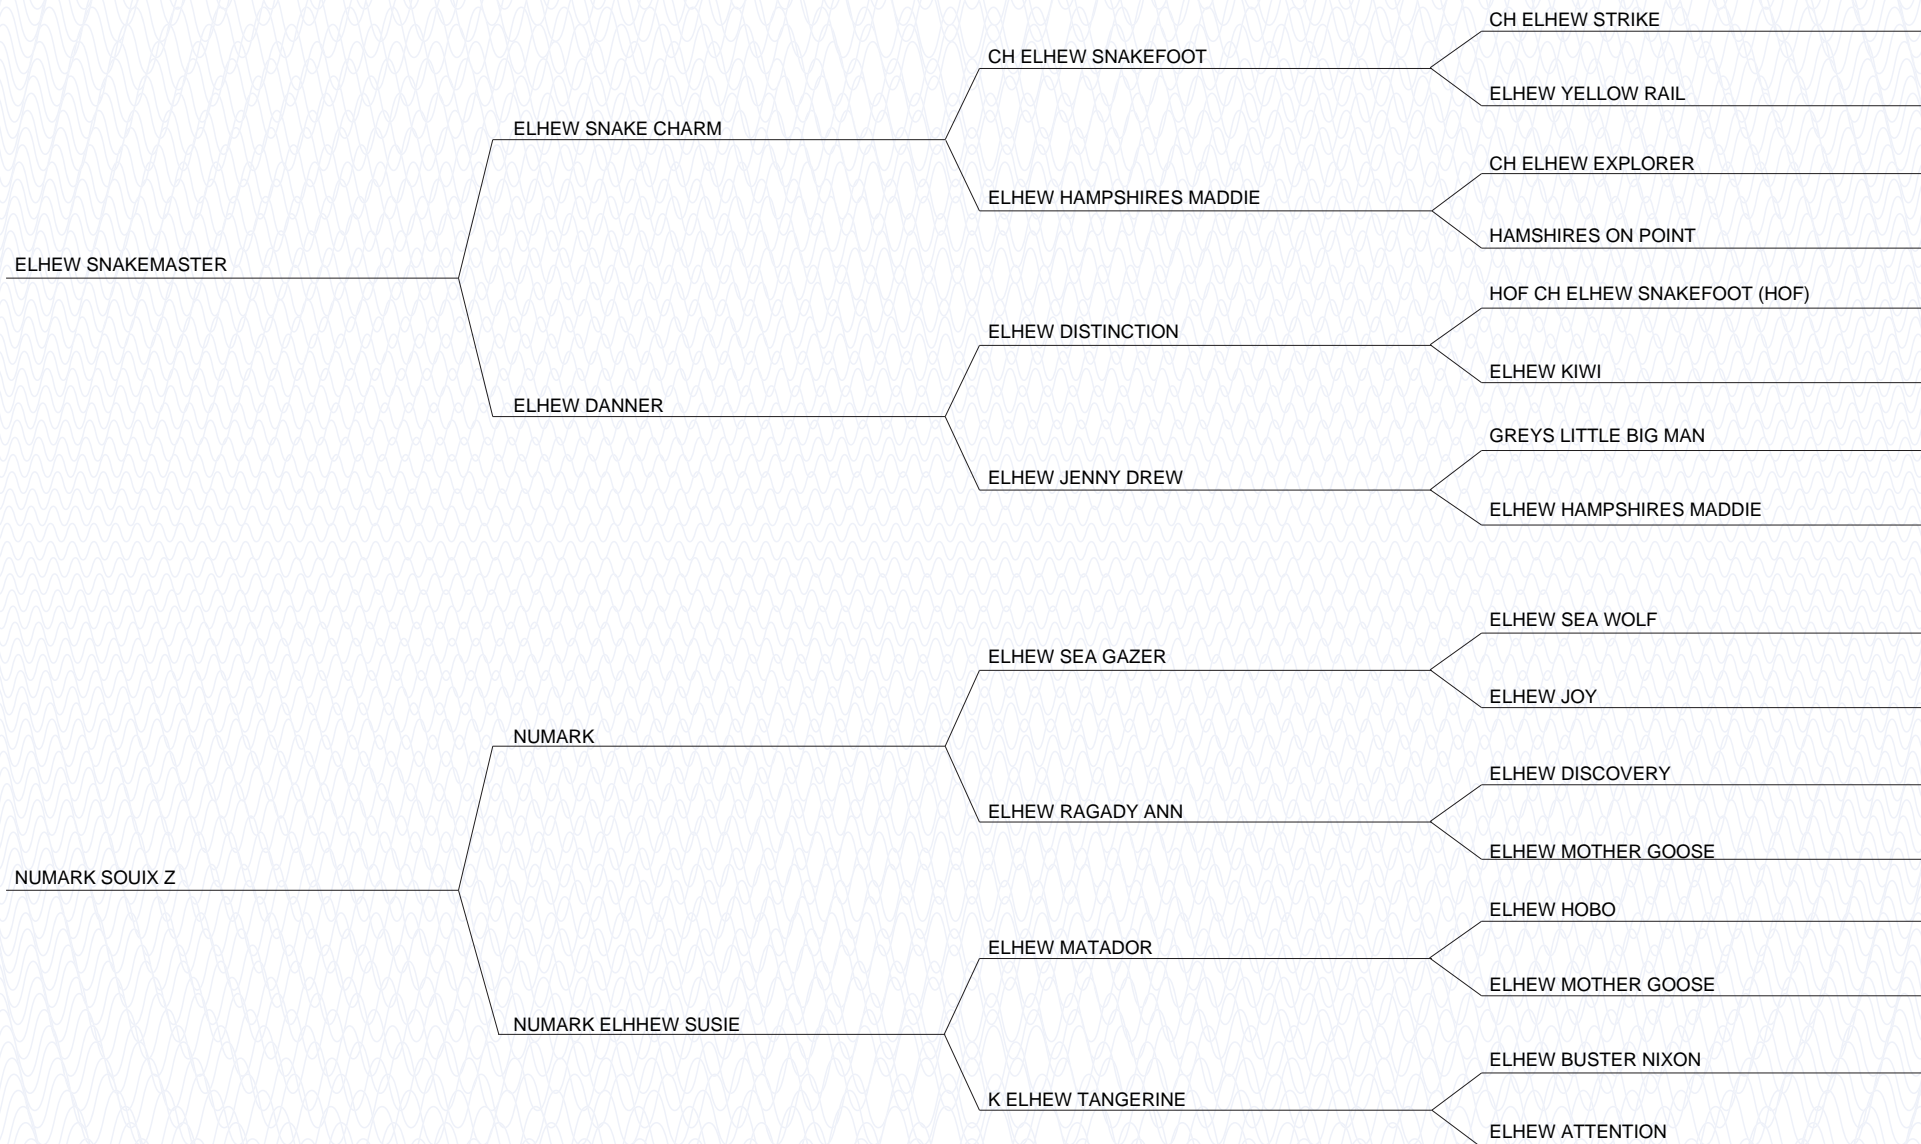 CH ELHEW STRIKE
CH ELHEW SNAKEFOOT
ELHEW YELLOW RAIL
ELHEW SNAKE CHARM
CH ELHEW EXPLORER
ELHEW HAMPSHIRES MADDIE
HAMSHIRES ON POINT
ELHEW SNAKEMASTER
HOF CH ELHEW SNAKEFOOT (HOF)
ELHEW DISTINCTION
ELHEW KIWI
ELHEW DANNER
GREYS LITTLE BIG MAN
ELHEW JENNY DREW
ELHEW HAMPSHIRES MADDIE
ELHEW SEA WOLF
ELHEW SEA GAZER
ELHEW JOY
NUMARK
ELHEW DISCOVERY
ELHEW RAGADY ANN
ELHEW MOTHER GOOSE
NUMARK SOUIX Z
ELHEW HOBO
ELHEW MATADOR
ELHEW MOTHER GOOSE
NUMARK ELHHEW SUSIE
ELHEW BUSTER NIXON
K ELHEW TANGERINE
ELHEW ATTENTION